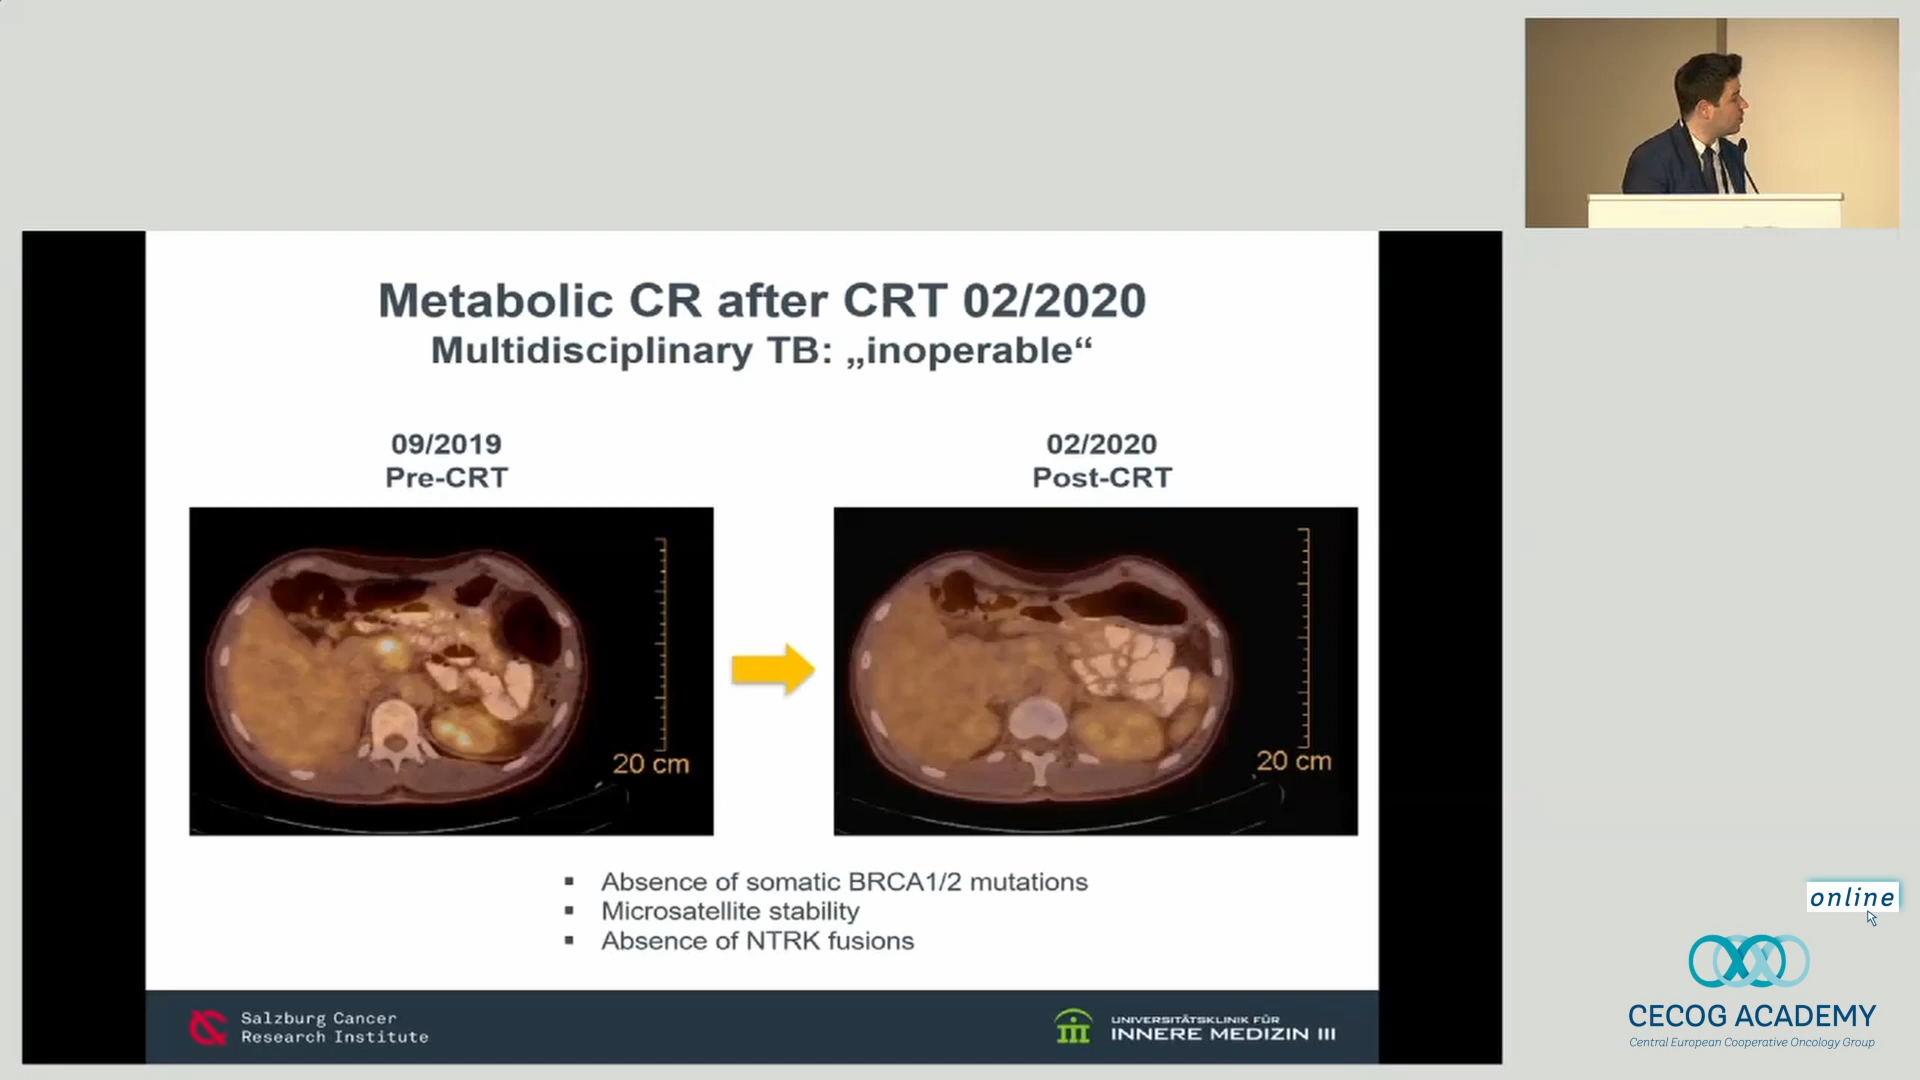 Metabolic CR after CRT 02/2020
Multidisciplinary TB: „inoperable“
09/2019
Pre-CRT
02/2020
Post-CRT
20 cm
20 cm
▪ Absence of somatic BRCA1/2 mutations
▪ Microsatellite stability
▪ Absence of NTRK fusions
Salzburg Cancer
Research Institute
UNIVERSITÄTSKLINIK FÜR
INNERE MEDIZIN III
online
CECOG ACADEMY
Central European Cooperative Oncology Group